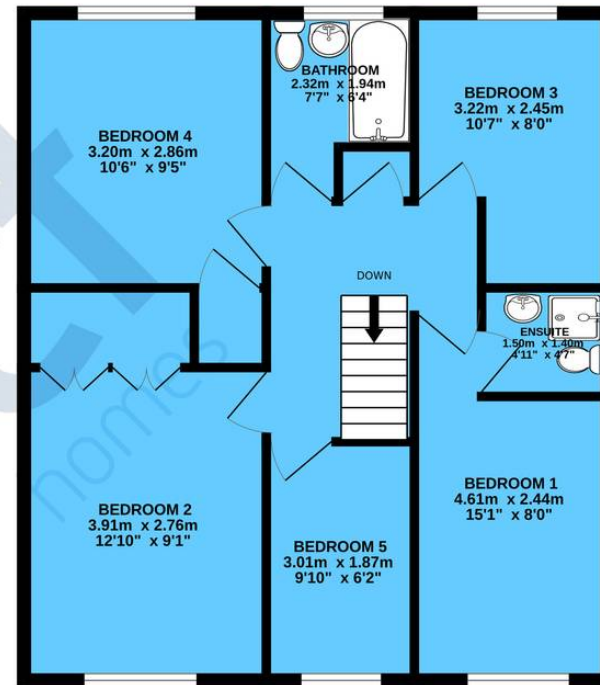 BATHROOM
2.32m x 1.94m
7'7" x 6'4"
BEDROOM 3
3.22m x 2.45m
10'7" x 8'0"
BEDROOM 4
3.20m x 2.86m
10'6" x 9'5"
DOWN
ENSUITE
1.50m x 1.40m
4'11" x 4'7"
BEDROOM 1
4.61m x 2.44m
15'1" x 8'0"
BEDROOM 2
3.91m x 2.76m
12'10" x 9'1"
BEDROOM 5
3.01m x 1.87m
9'10" x 6'2"
homes